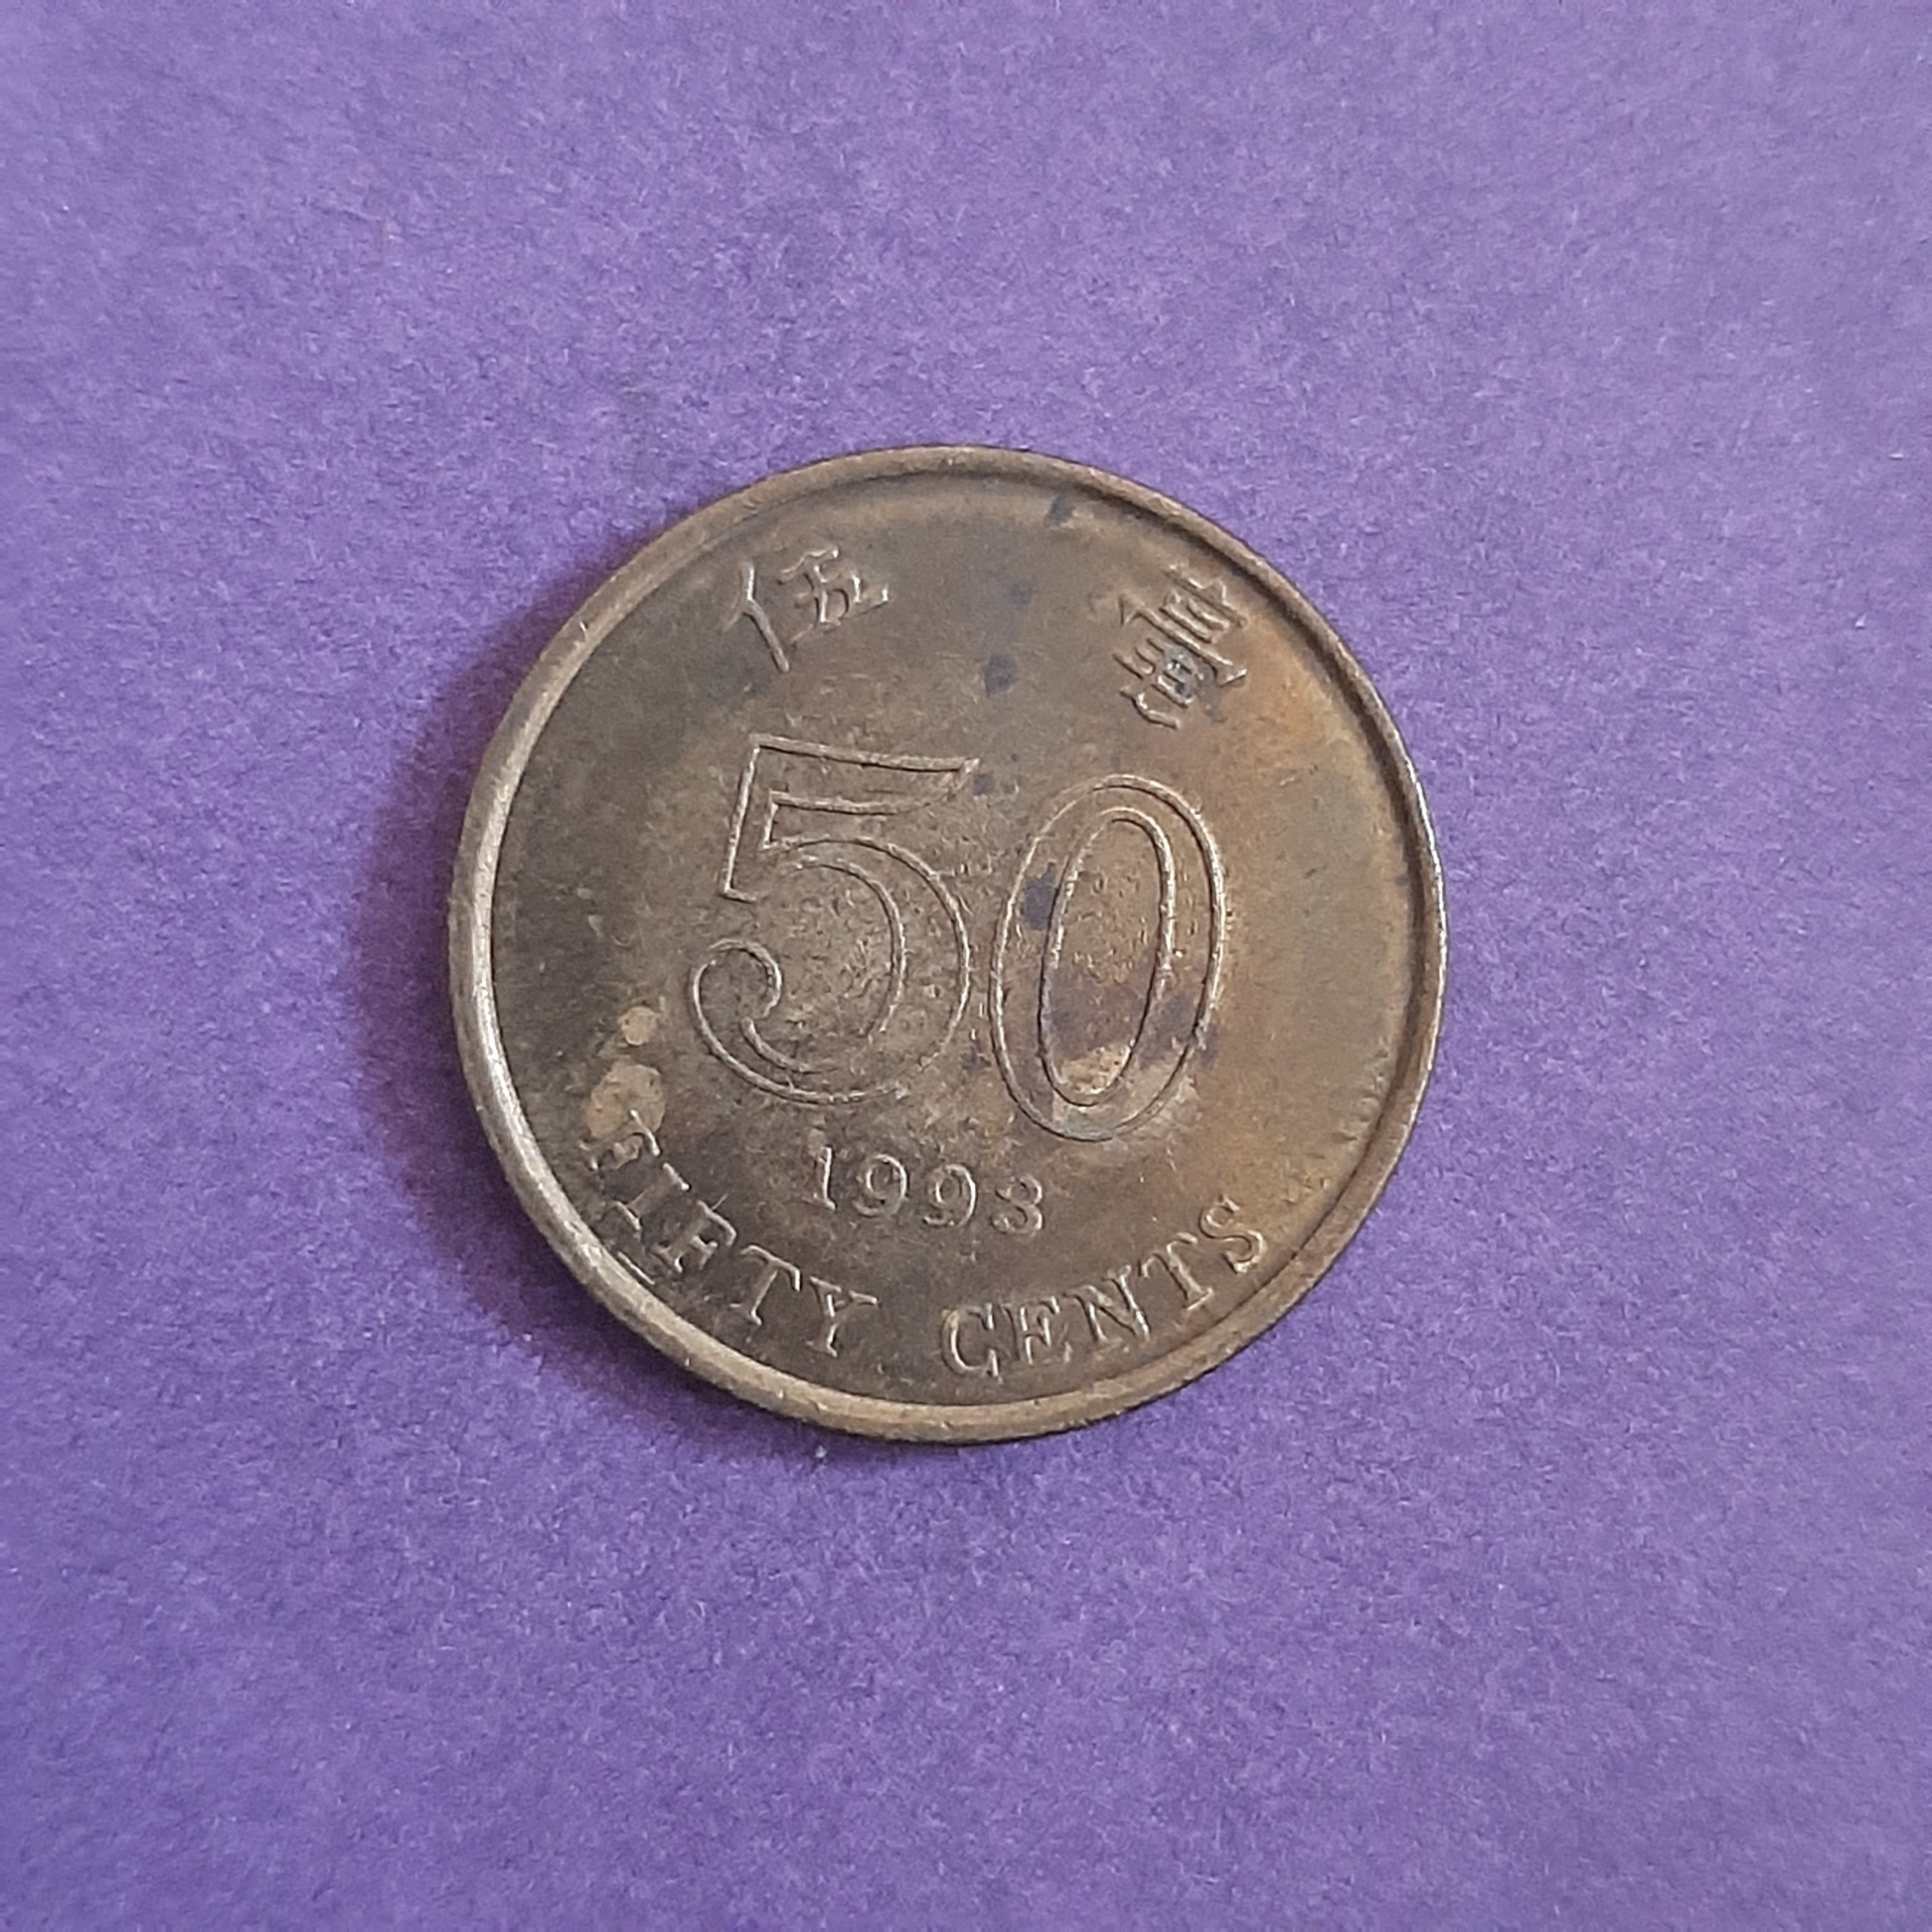 伍 毫
50
1993
FIFTY CENTS